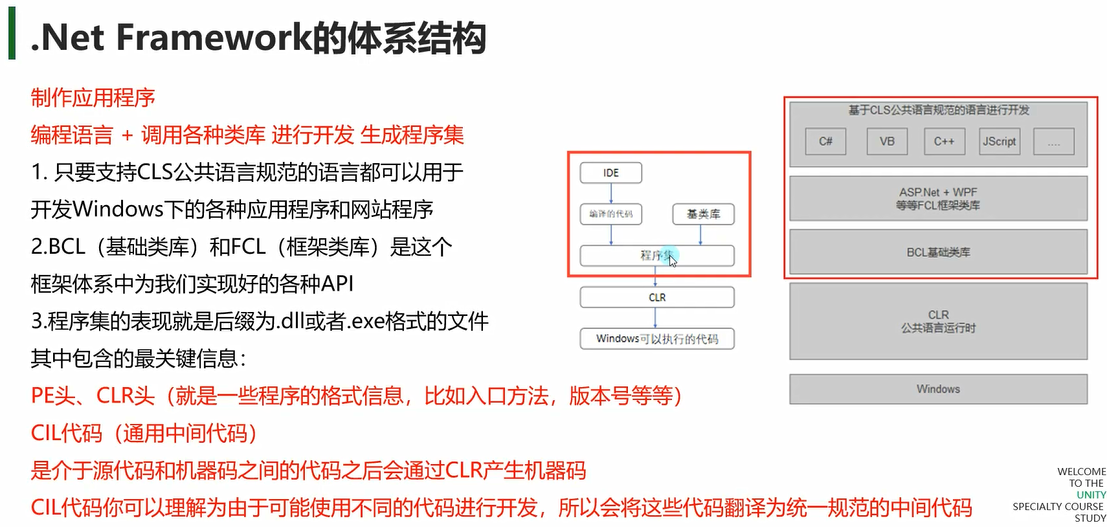 .Net Framework的体系结构
制作应用程序
编程语言 + 调用各种类库 进行开发 生成程序集
1. 只要支持CLS公共语言规范的语言都可以用于
开发Windows下的各种应用程序和网站程序
2.BCL（基础类库）和FCL（框架类库）是这个
框架体系中为我们实现好的各种API
3.程序集的表现就是后缀为.dll或者.exe格式的文件
其中包含的最关键信息：
PE头、CLR头（就是一些程序的格式信息，比如入口方法，版本号等等）
CIL代码（通用中间代码）
是介于源代码和机器码之间的代码之后会通过CLR产生机器码
CIL代码你可以理解为由于可能使用不同的代码进行开发，所以会将这些代码翻译为统一规范的中间代码
IDE
编译的代码
基类库
程序集
CLR
Windows可以执行的代码
基于CLS公共语言规范的语言进行开发
C#
VB
C++
JScript
....
ASP.Net + WPF
等等FCL框架类库
BCL基础类库
CLR
公共语言运行时
Windows
WELCOME
TO THE
UNITY
SPECIALTY COURSE
STUDY